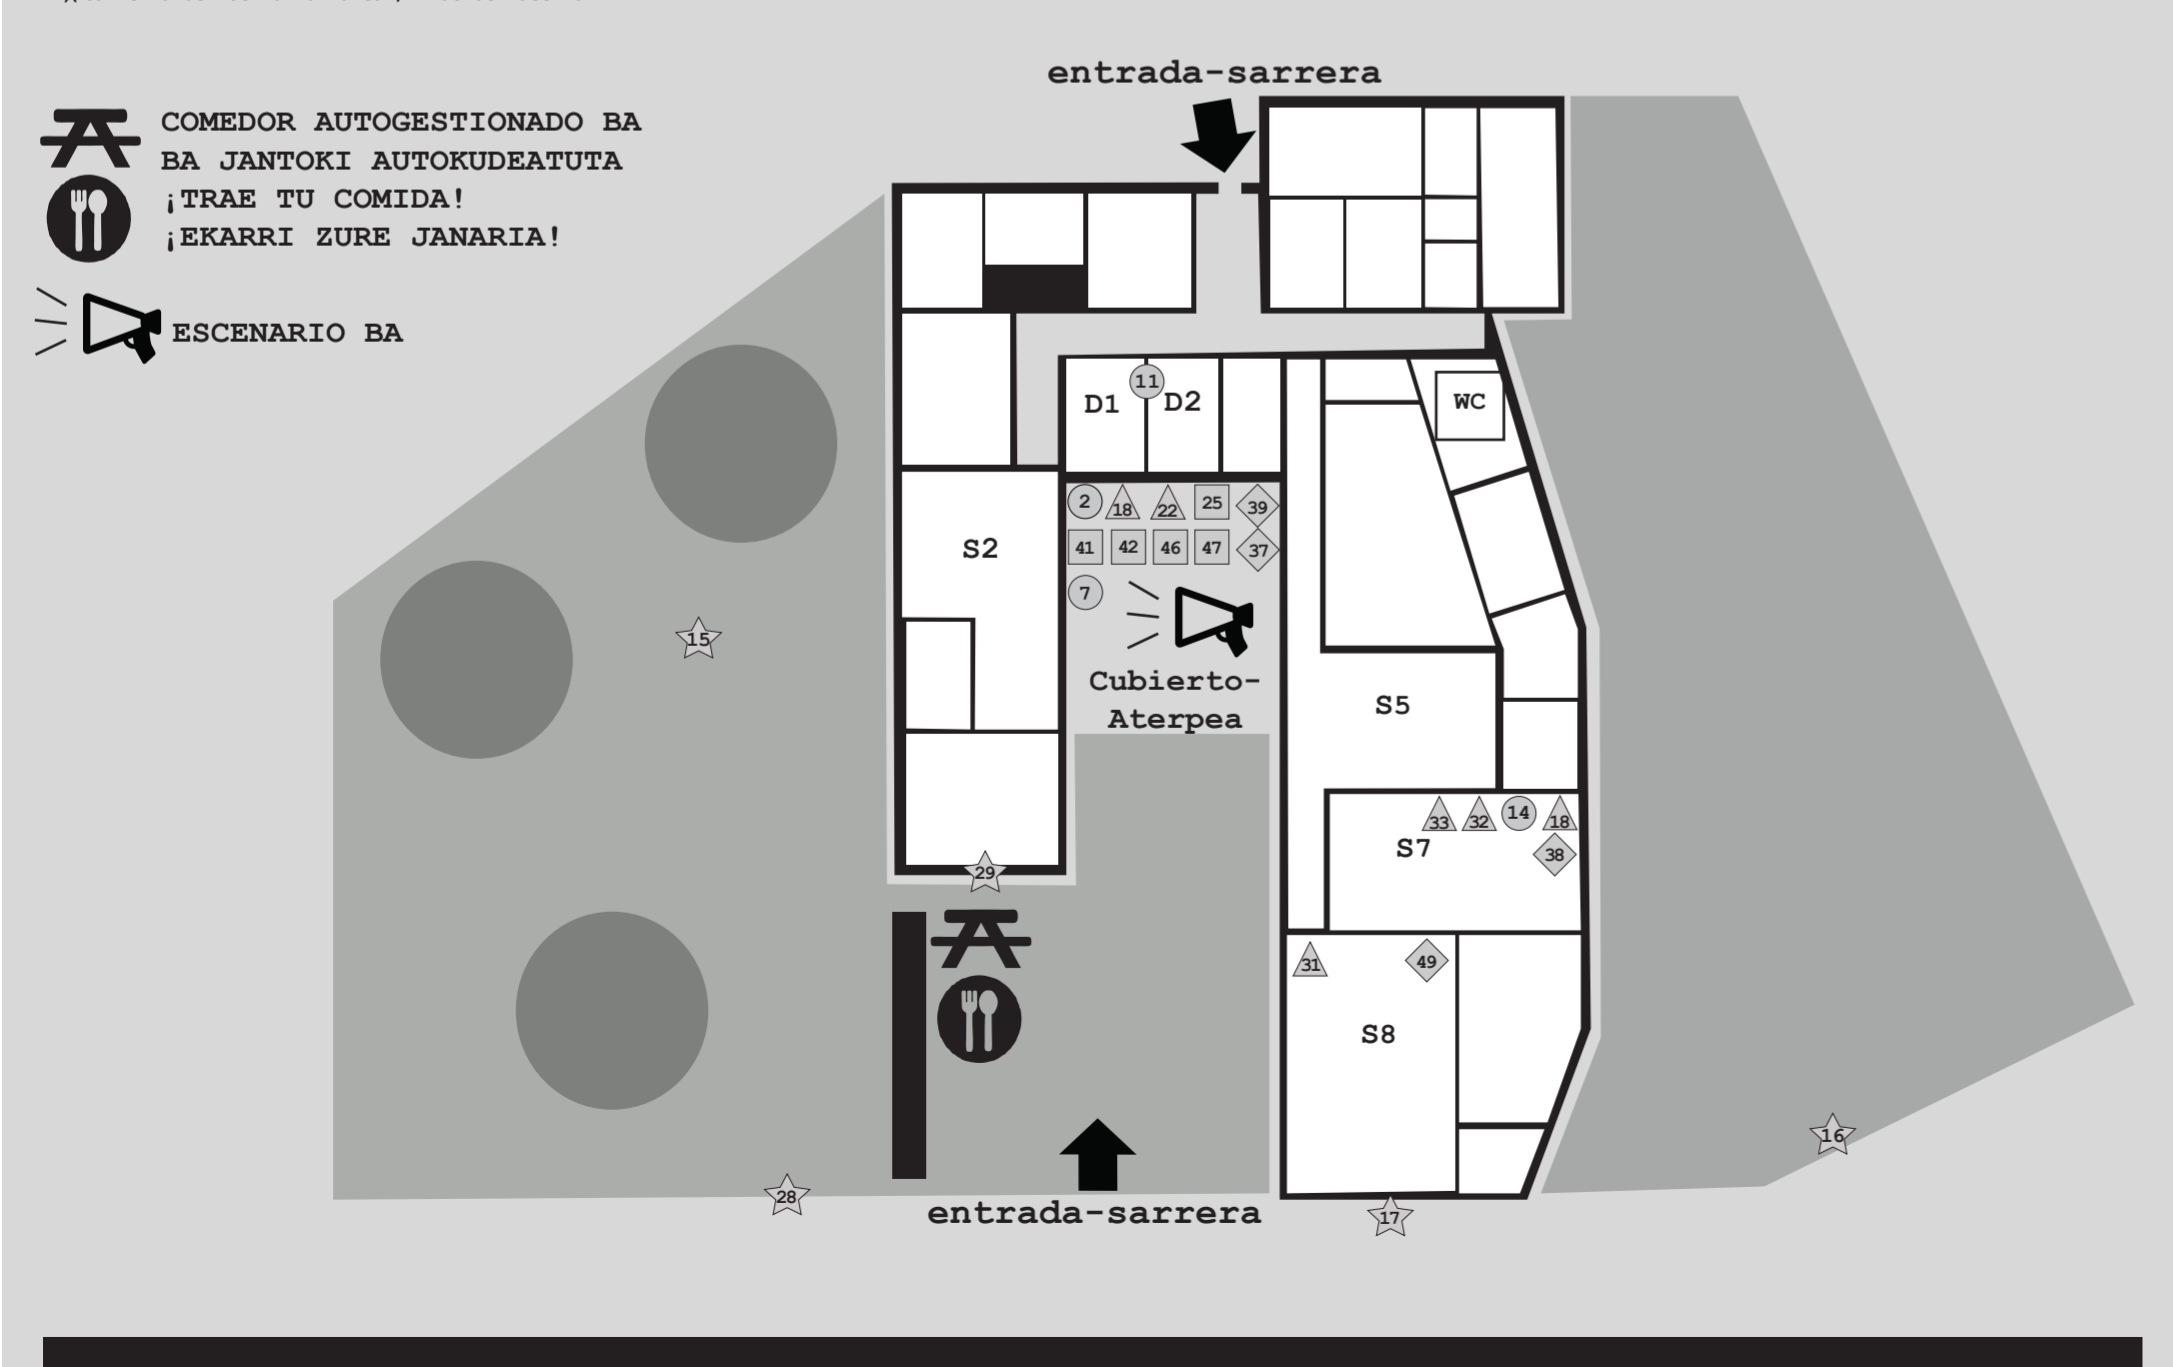 entrada-sarrera
COMEDOR AUTOGESTIONADO BA
BA JANTOKI AUTOKUDEATUTA
¡TRAE TU COMIDA!
¡EKARRI ZURE JANARIA!
ESCENARIO BA
11
D1 D2
WC
2 18 22 25 39
S2
41 42 46 47 37
7
15
Cubierto-
Aterpea
S5
33 32 14 18
S7
38
29
31 49
S8
16
28
entrada-sarrera
17